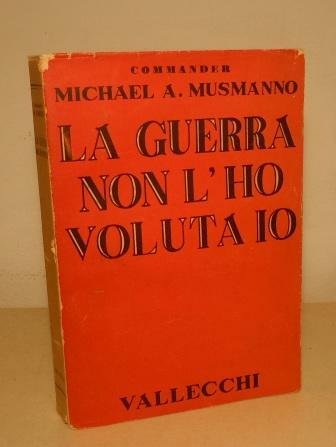 COMMANDER
MICHAEL A. MUSMANNO
LA GUERRA
NON L'HO
VOLUTA IO
VALLECCHI